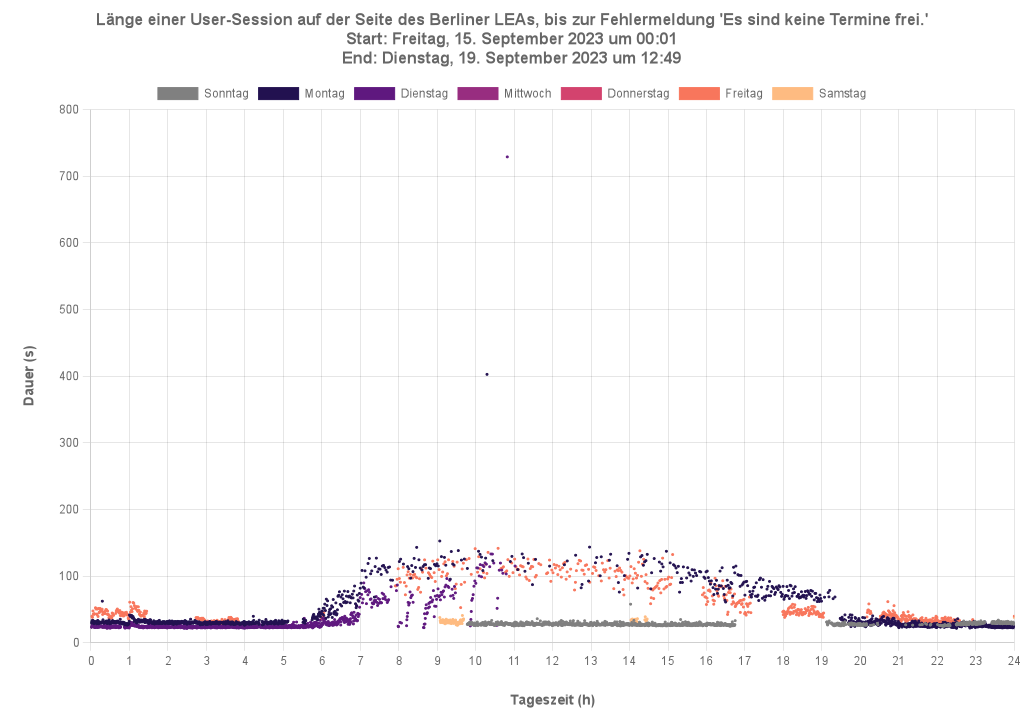 Länge einer User-Session auf der Seite des Berliner LEAs, bis zur Fehlermeldung 'Es sind keine Termine frei.'
Start: Freitag, 15. September 2023 um 00:01
End: Dienstag, 19. September 2023 um 12:49
Sonntag Montag Dienstag Mittwoch Donnerstag Freitag Samstag
800
700
600
500
400
300
200
100
0
Dauer (s)
0 1 2 3 4 5 6 7 8 9 10 11 12 13 14 15 16 17 18 19 20 21 22 23 24
Tageszeit (h)